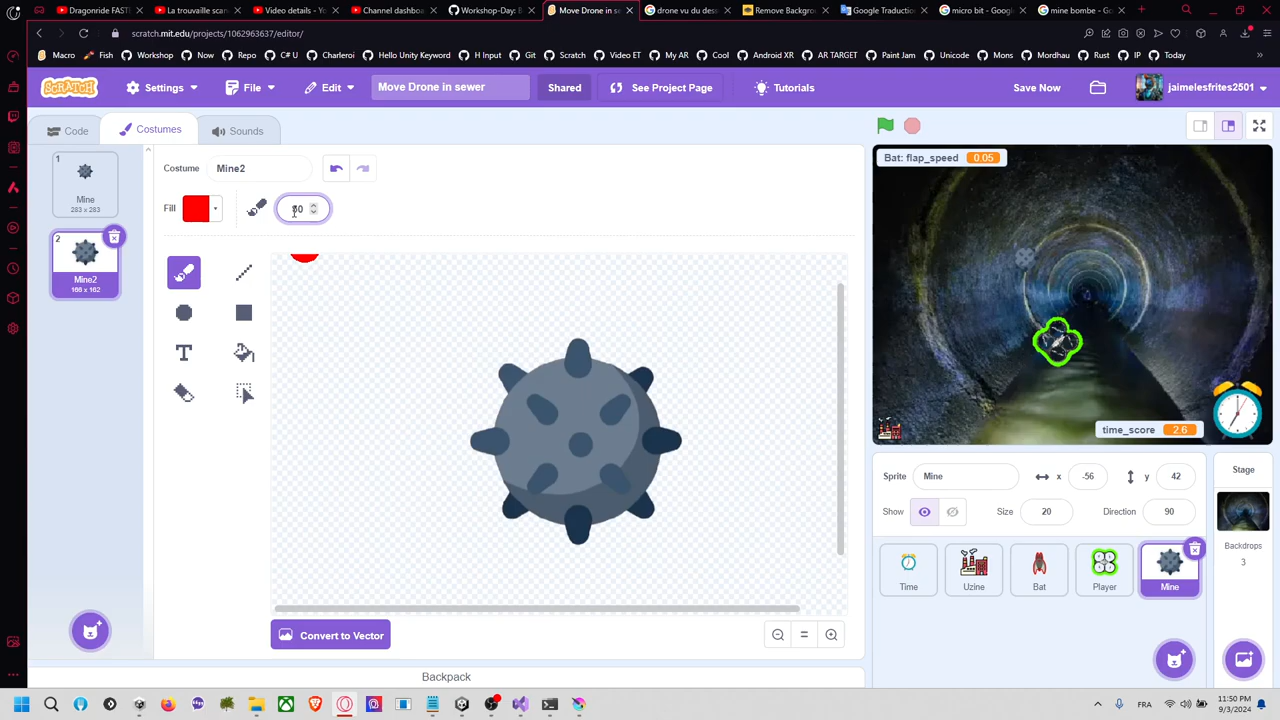 Dragonride FAST!
La trouvaille scan
Video details - Yo
Channel dashboa
Workshop-Day: E
Move Drone in se
drone vu du dess
Remove Backgro
Google Traduction
micro bit - Google
mine bombe - Go
scratch.mit.edu/projects/1062963637/editor/
Macro Fish Workshop Now Repo C# U Charleroi Hello Unity Keyword H Input Git Scratch Video ET My AR Cool Android XR AR TARGET Paint Jam Unicode Mons Mordhau Rust IP Today
SCRATCH Settings File Edit Move Drone in sewer Shared See Project Page Tutorials Save Now jaimelesfrites2501
Code Costumes Sounds
1
Mine
283 x 283
2
Mine2
166 x 162
Costume Mine2
Fill
Convert to Vector
Backpack
Bat: flap_speed 0.05
time_score 2.6
Sprite Mine x -56 y 42
Show Size 20 Direction 90
Time Uzine Bat Player Mine
Stage
Backdrops
3
FRA
11:50 PM
9/3/2024